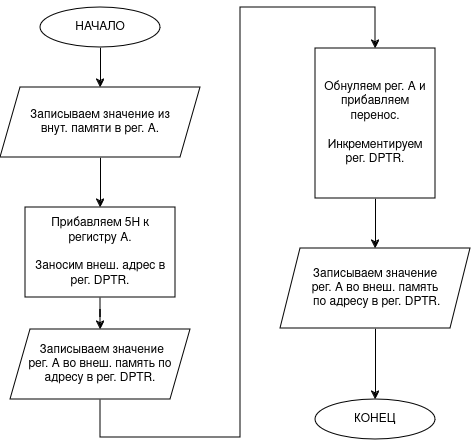 НАЧАЛО
Записываем значение из
внут. памяти в рег. А.
Прибавляем 5Н к
регистру А.
Заносим внеш. адрес в
рег. DPTR.
Записываем значение
рег. А во внеш. память по
адресу в рег. DPTR.
Обнуляем рег. А и
прибавляем
перенос.
Инкрементируем
рег. DPTR.
Записываем значение
рег. А во внеш. память
по адресу в рег. DPTR.
КОНЕЦ